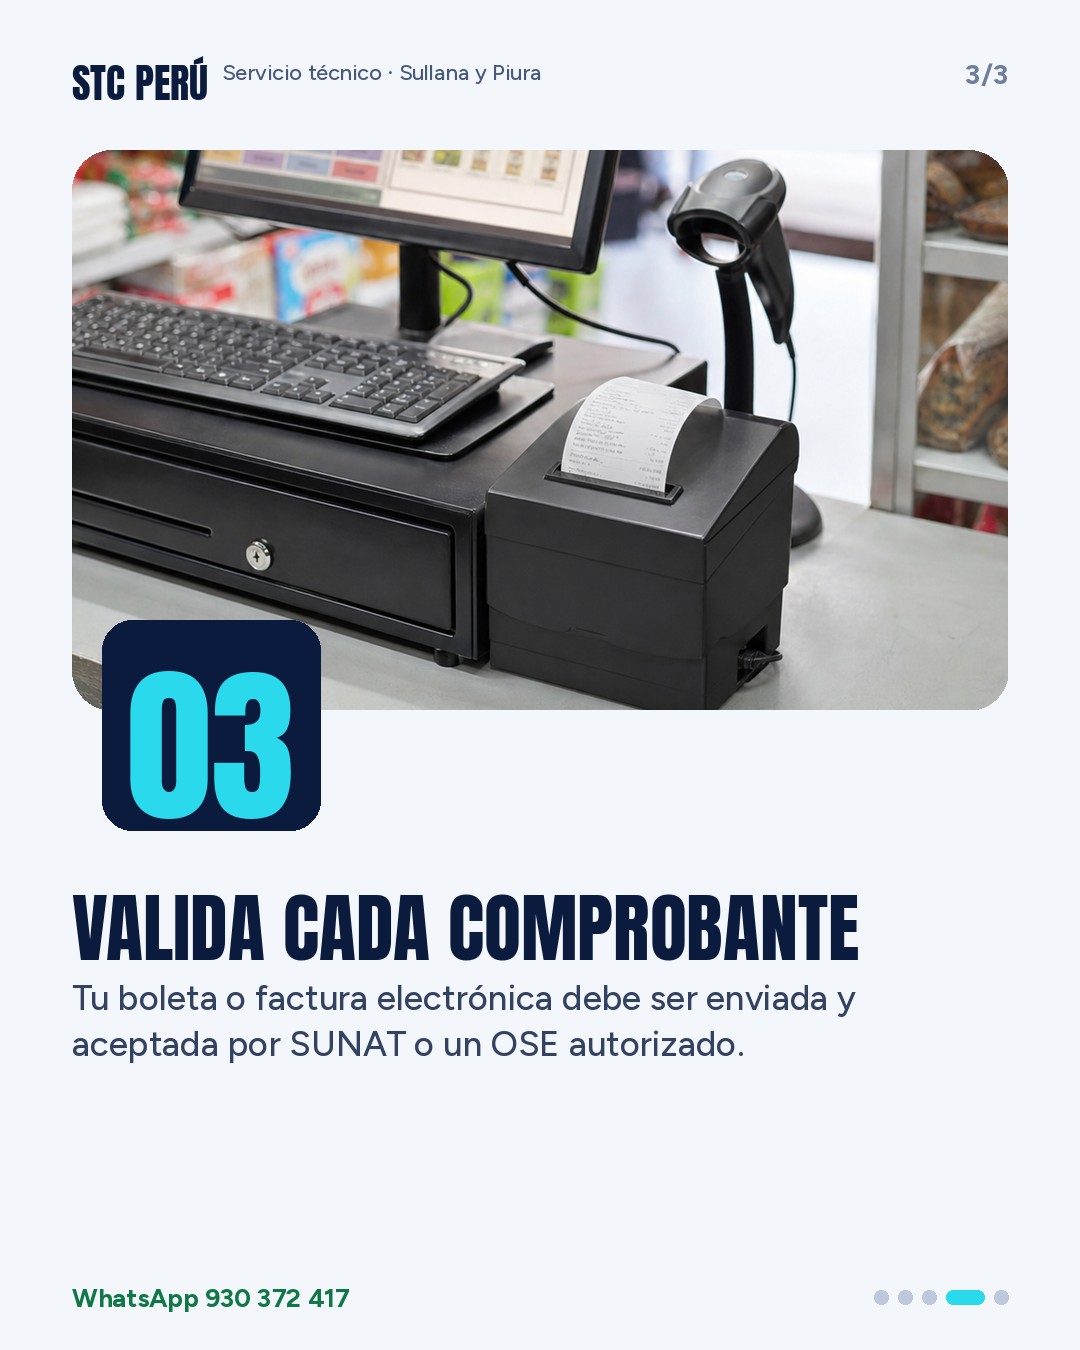 STC PERÚ Servicio técnico · Sullana y Piura 3/3
03
VALIDA CADA COMPROBANTE
Tu boleta o factura electrónica debe ser enviada y
aceptada por SUNAT o un OSE autorizado.
WhatsApp 930 372 417